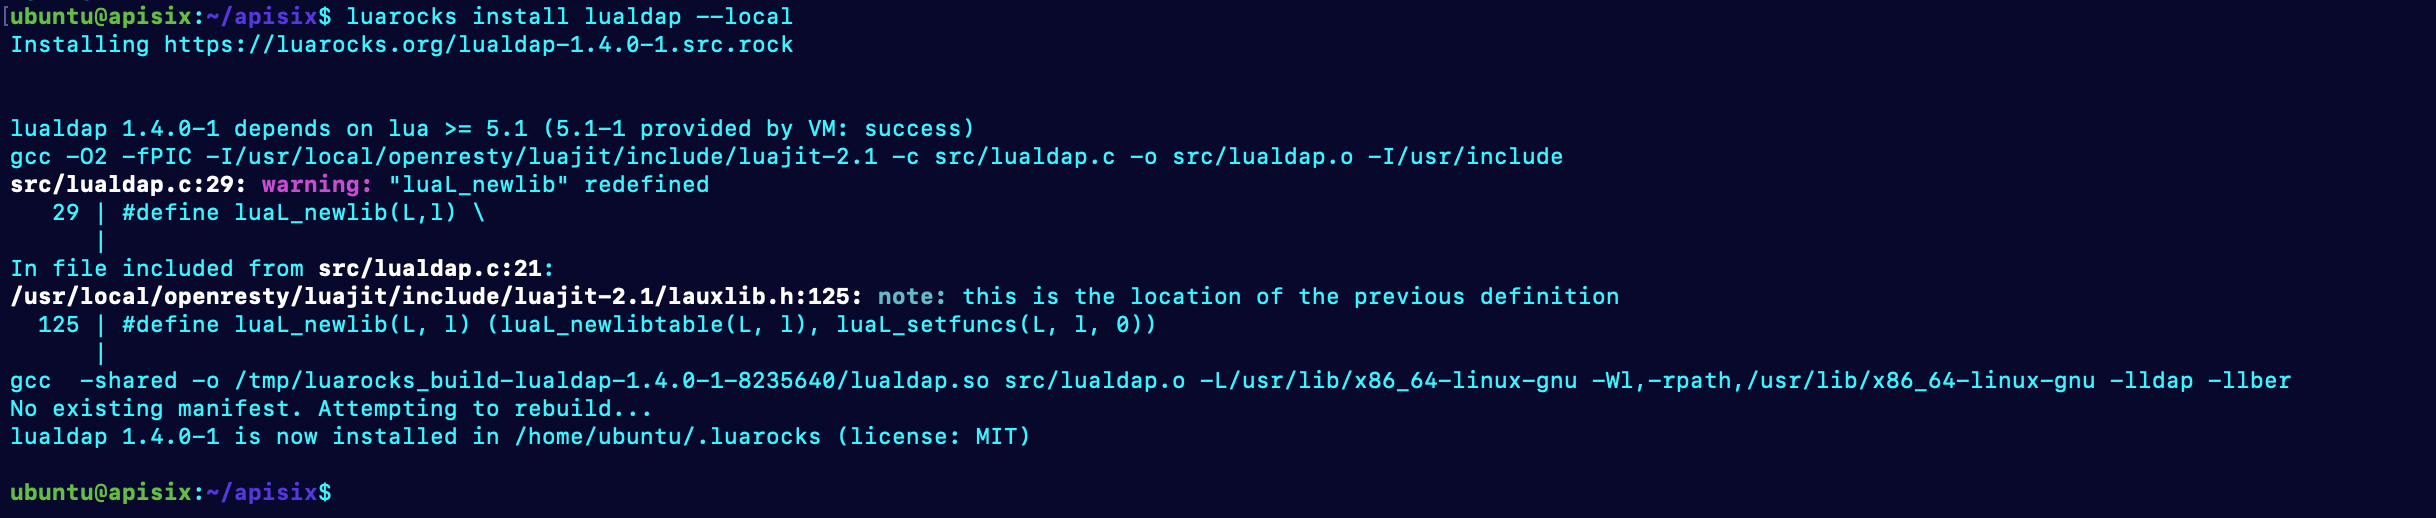 ubuntu@apisix:~/apisix$ luarocks install lualdap --local
Installing https://luarocks.org/lualdap-1.4.0-1.src.rock
lualdap 1.4.0-1 depends on lua >= 5.1 (5.1-1 provided by VM: success)
gcc -O2 -fPIC -I/usr/local/openresty/luajit/include/luajit-2.1 -c src/lualdap.c -o src/lualdap.o -I/usr/include
src/lualdap.c:29: warning: "luaL_newlib" redefined
   29 | #define luaL_newlib(L,l) \
      |
In file included from src/lualdap.c:21:
/usr/local/openresty/luajit/include/luajit-2.1/lauxlib.h:125: note: this is the location of the previous definition
  125 | #define luaL_newlib(L, l) (luaL_newlibtable(L, l), luaL_setfuncs(L, l, 0))
      |
gcc  -shared -o /tmp/luarocks_build-lualdap-1.4.0-1-8235640/lualdap.so src/lualdap.o -L/usr/lib/x86_64-linux-gnu -Wl,-rpath,/usr/lib/x86_64-linux-gnu -lldap -llber
No existing manifest. Attempting to rebuild...
lualdap 1.4.0-1 is now installed in /home/ubuntu/.luarocks (license: MIT)
ubuntu@apisix:~/apisix$